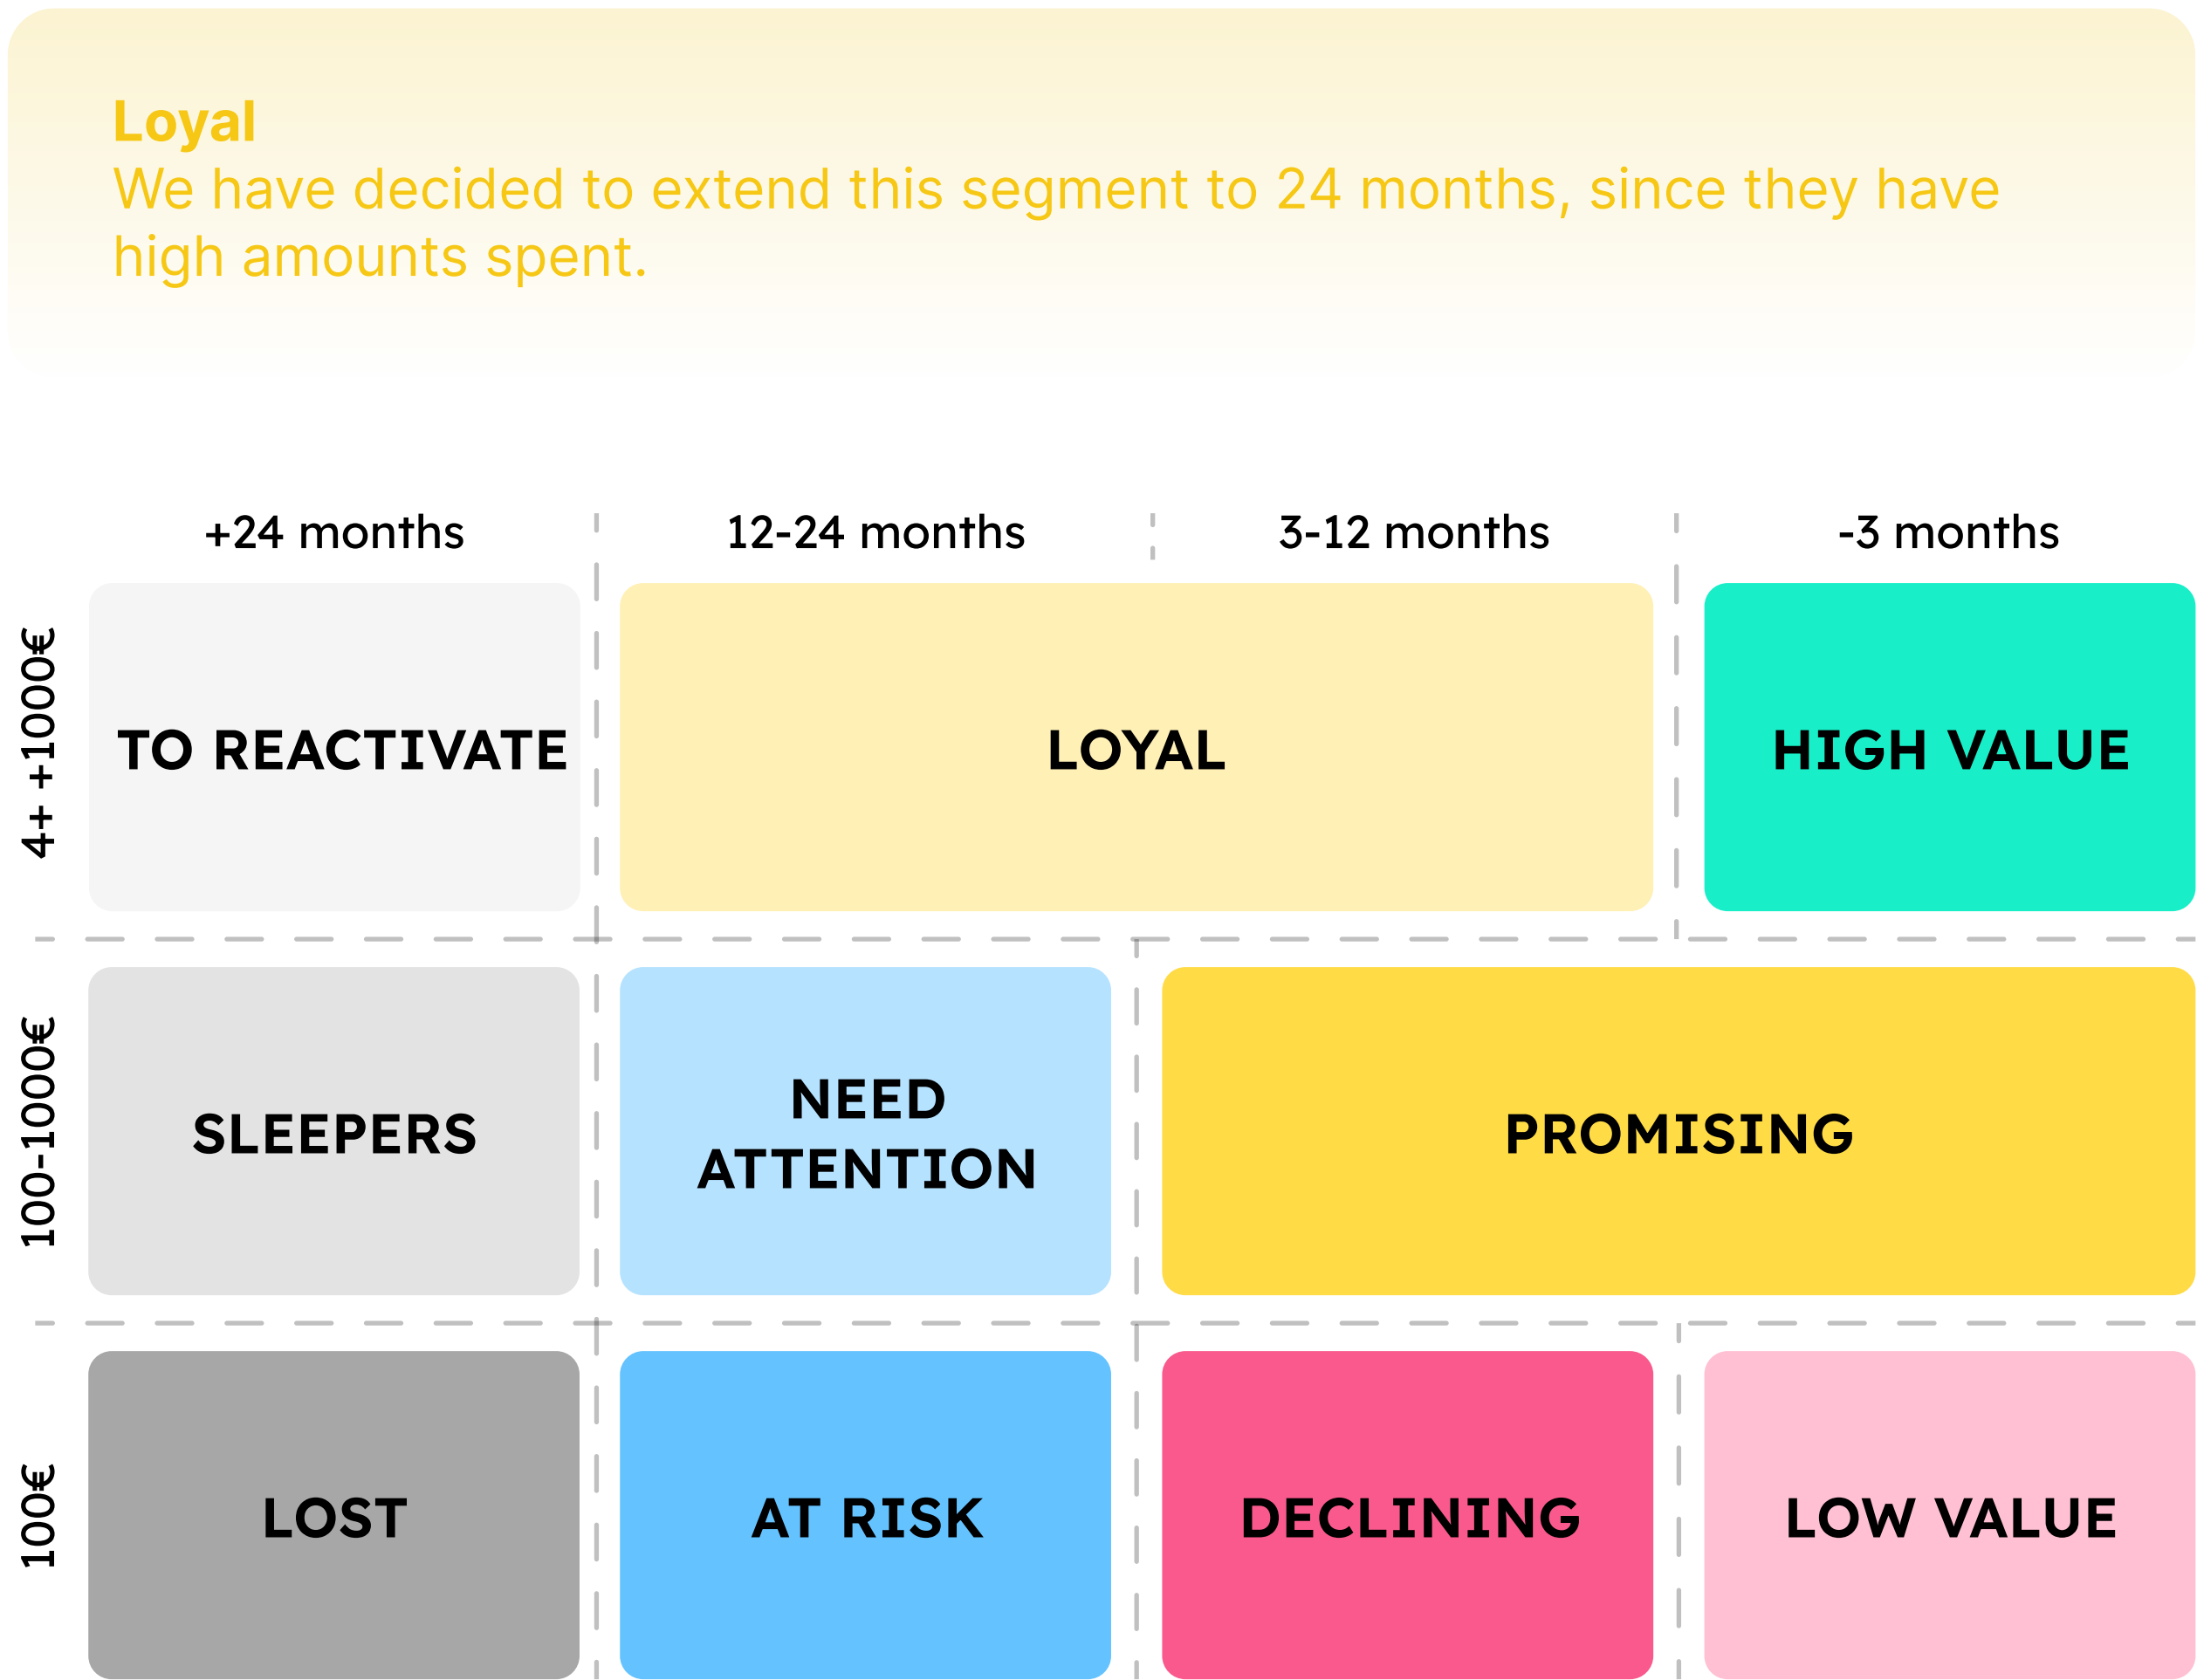 Loyal
We have decided to extend this segment to 24 months, since they have
high amounts spent.
+24 months
12-24 months
3-12 months
-3 months
4+ +1000€
TO REACTIVATE
LOYAL
HIGH VALUE
100-1000€
SLEEPERS
NEED
ATTENTION
PROMISING
100€
LOST
AT RISK
DECLINING
LOW VALUE